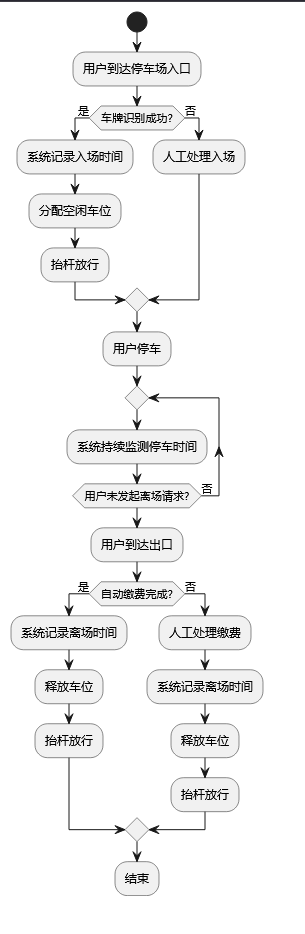 用户到达停车场入口
是
车牌识别成功?
否
系统记录入场时间
人工处理入场
分配空闲车位
抬杆放行
用户停车
系统持续监测停车时间
用户未发起离场请求?
否
用户到达出口
是
自动缴费完成?
否
系统记录离场时间
人工处理缴费
释放车位
系统记录离场时间
抬杆放行
释放车位
抬杆放行
结束